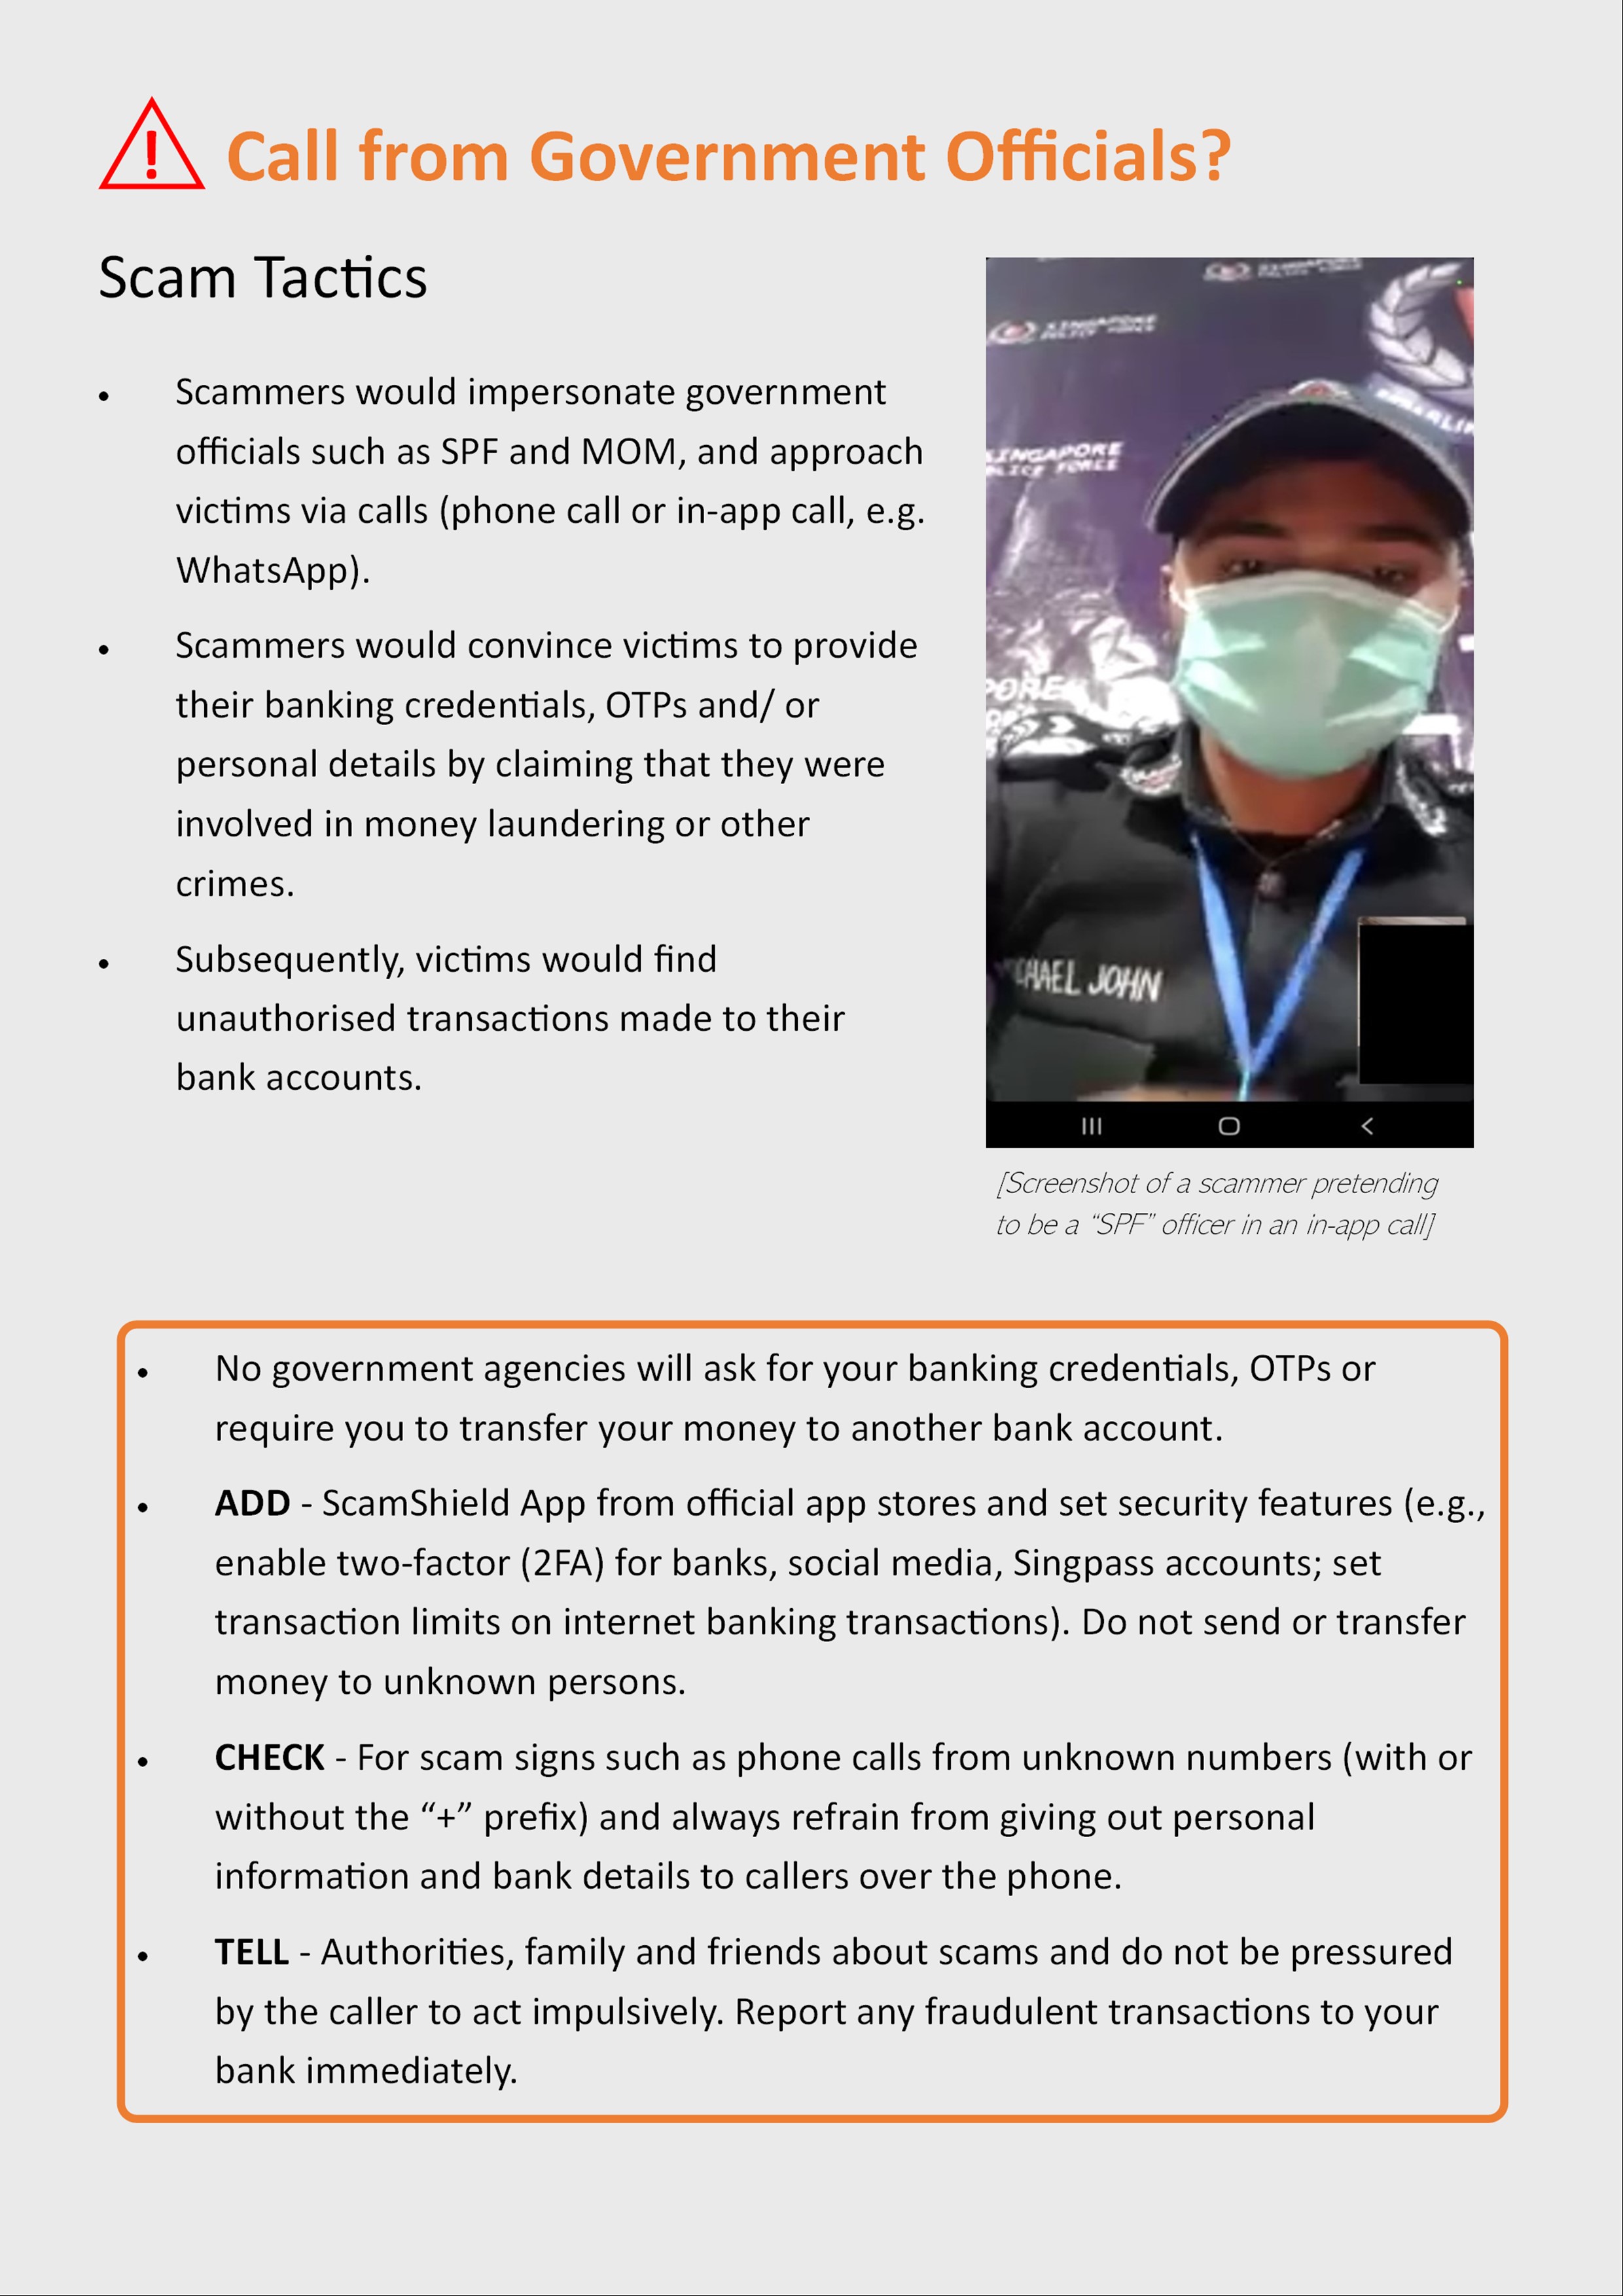 Call from Government Officials?
Scam Tactics
• Scammers would impersonate government
officials such as SPF and MOM, and approach
victims via calls (phone call or in-app call, e.g.
WhatsApp).
• Scammers would convince victims to provide
their banking credentials, OTPs and/ or
personal details by claiming that they were
involved in money laundering or other
crimes.
• Subsequently, victims would find
unauthorised transactions made to their
bank accounts.
SINGAPORE
POLICE FORCE
SINGAPORE
POLICE FORCE
JOHN
[Screenshot of a scammer pretending
to be a “SPF” officer in an in-app call]
• No government agencies will ask for your banking credentials, OTPs or
require you to transfer your money to another bank account.
• ADD - ScamShield App from official app stores and set security features (e.g.,
enable two-factor (2FA) for banks, social media, Singpass accounts; set
transaction limits on internet banking transactions). Do not send or transfer
money to unknown persons.
• CHECK - For scam signs such as phone calls from unknown numbers (with or
without the “+” prefix) and always refrain from giving out personal
information and bank details to callers over the phone.
• TELL - Authorities, family and friends about scams and do not be pressured
by the caller to act impulsively. Report any fraudulent transactions to your
bank immediately.